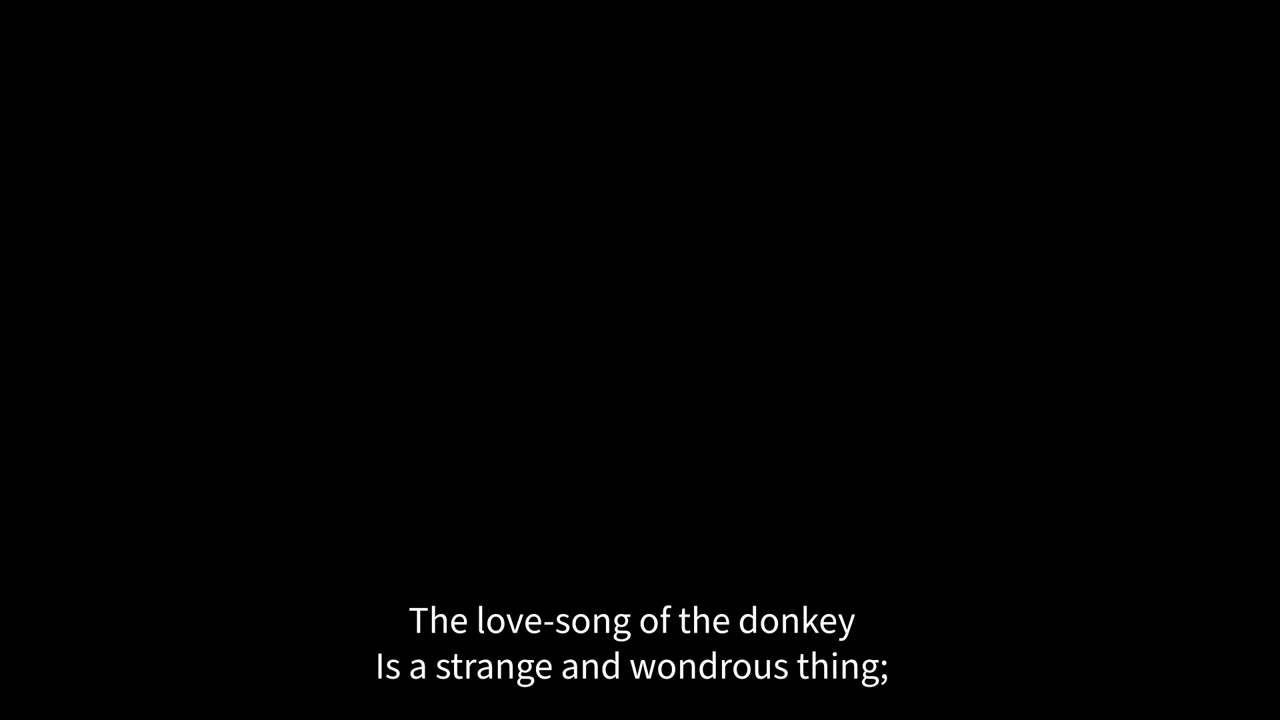 The love-song of the donkey
Is a strange and wondrous thing;